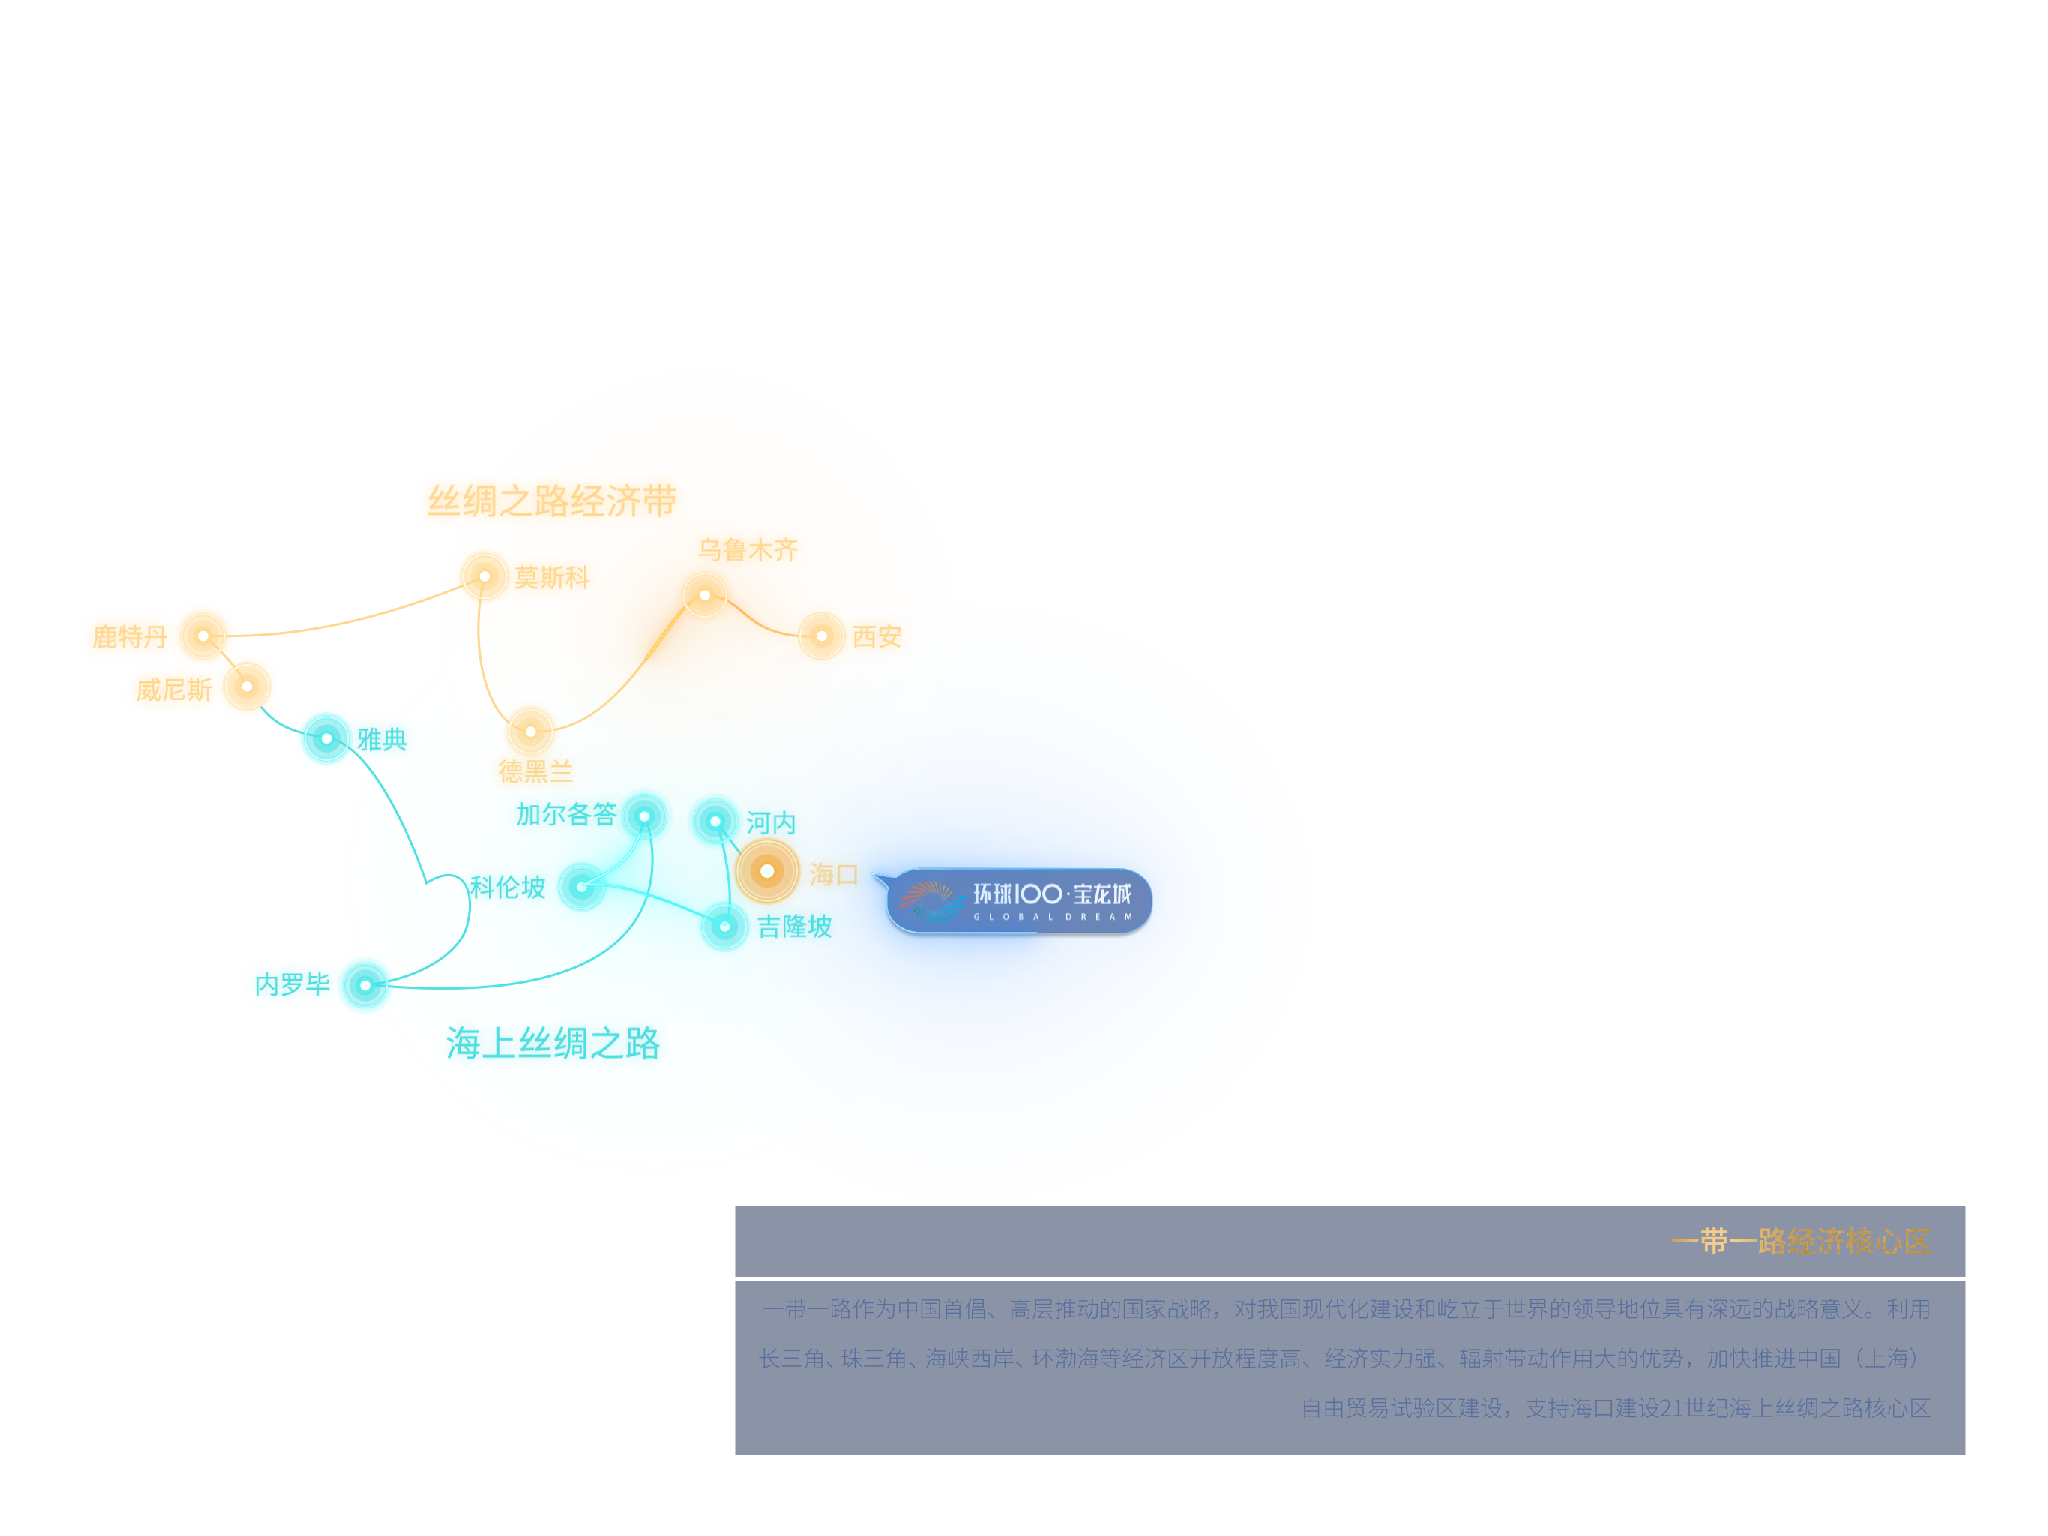 丝绸之路经济带
乌鲁木齐
莫斯科
鹿特丹
西安
威尼斯
雅典
德黑兰
加尔各答
河内
海口
科伦坡
环球100·宝龙城
GLOBAL DREAM
吉隆坡
内罗毕
海上丝绸之路
一带一路经济核心区
一带一路作为中国首倡、高层推动的国家战略，对我国现代化建设和屹立于世界的领导地位具有深远的战略意义。利用
长三角、珠三角、海峡西岸、环渤海等经济区开放程度高、经济实力强、辐射带动作用大的优势，加快推进中国（上海）
自由贸易试验区建设，支持海口建设21世纪海上丝绸之路核心区